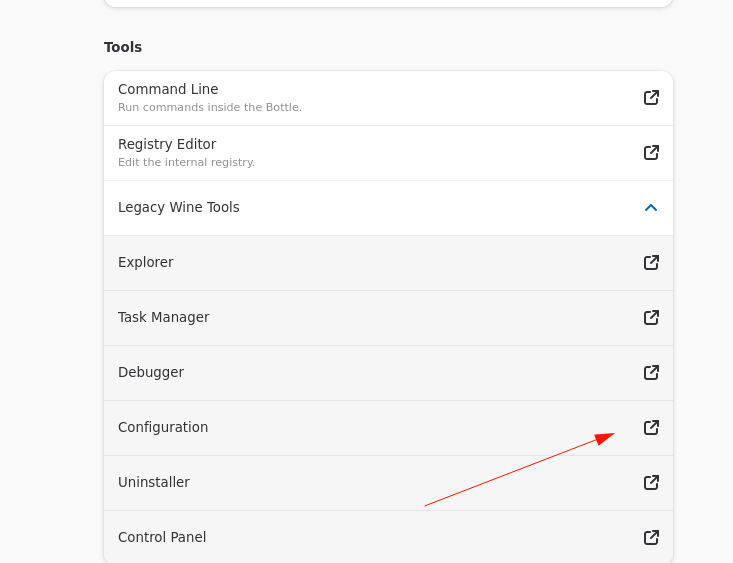 Tools
Command Line
Run commands inside the Bottle.
Registry Editor
Edit the internal registry.
Legacy Wine Tools
Explorer
Task Manager
Debugger
Configuration
Uninstaller
Control Panel